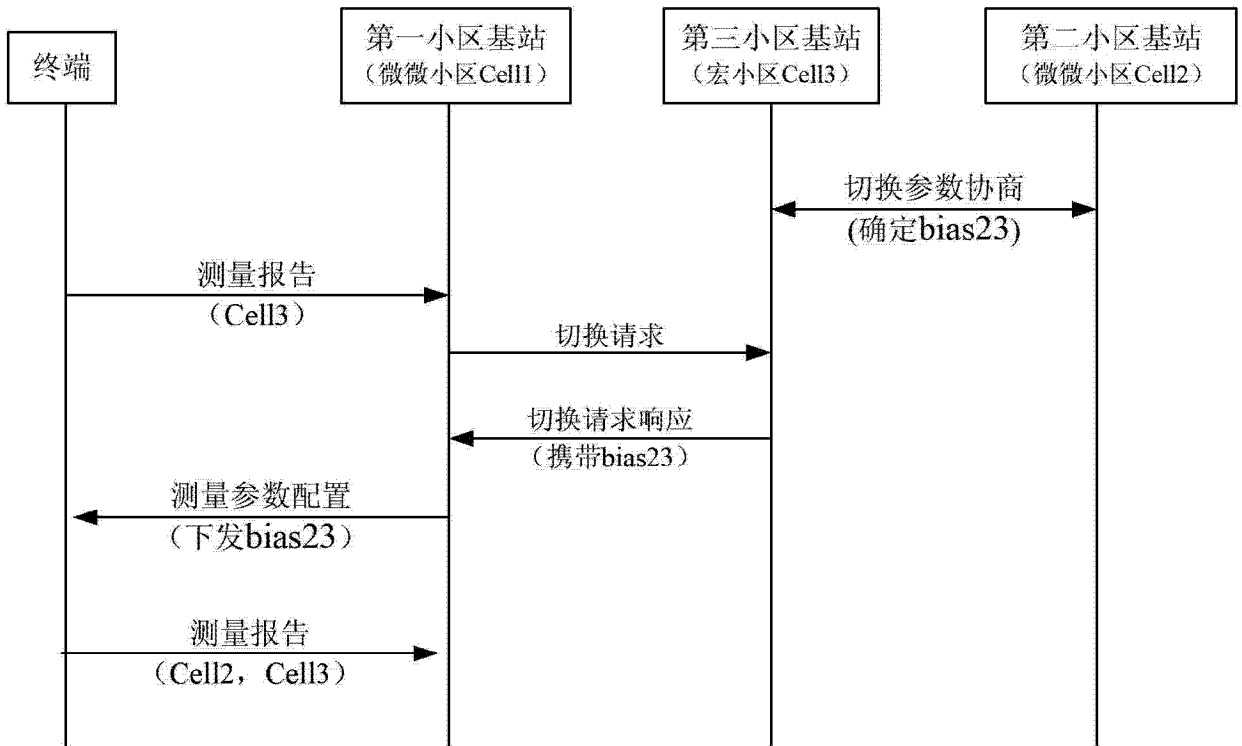 终端
第一小区基站
（微微小区Cell1）
第三小区基站
（宏小区Cell3）
第二小区基站
（微微小区Cell2）
切换参数协商
(确定bias23)
测量报告
（Cell3）
切换请求
切换请求响应
（携带bias23）
测量参数配置
（下发bias23）
测量报告
（Cell2，Cell3）